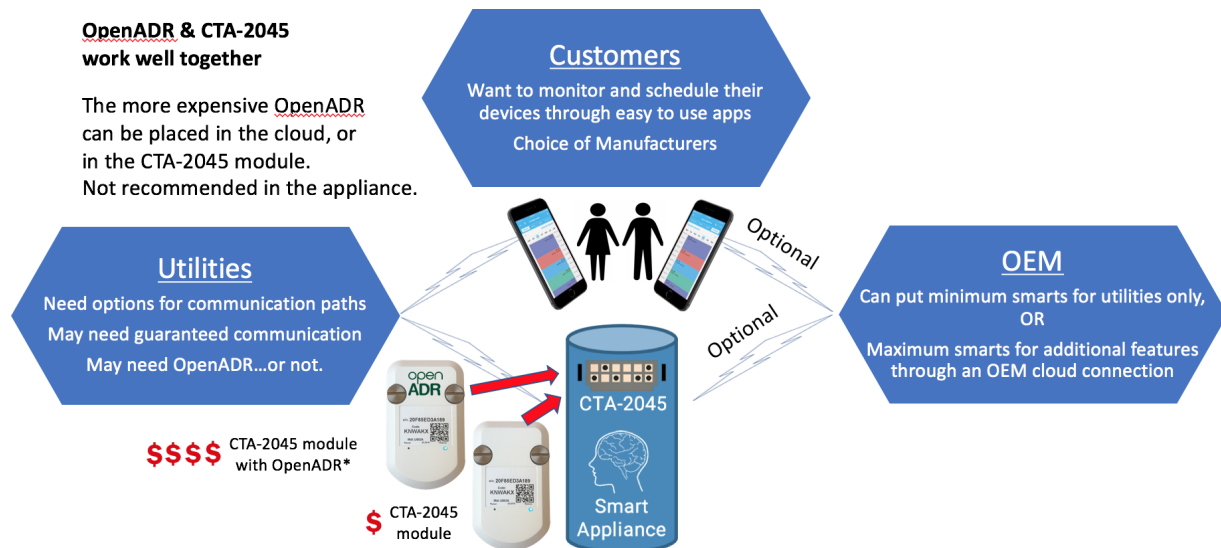 OpenADR & CTA-2045
work well together
The more expensive OpenADR
can be placed in the cloud, or
in the CTA-2045 module.
Not recommended in the appliance.
Customers
Want to monitor and schedule their
devices through easy to use apps
Choice of Manufacturers
Utilities
Need options for communication paths
May need guaranteed communication
May need OpenADR...or not.
Optional
Optional
OEM
Can put minimum smarts for utilities only,
OR
Maximum smarts for additional features
through an OEM cloud connection
open
ADR
KNWAKX
$$$$ CTA-2045 module
with OpenADR*
KNWAKX
$ CTA-2045
module
CTA-2045
Smart
Appliance